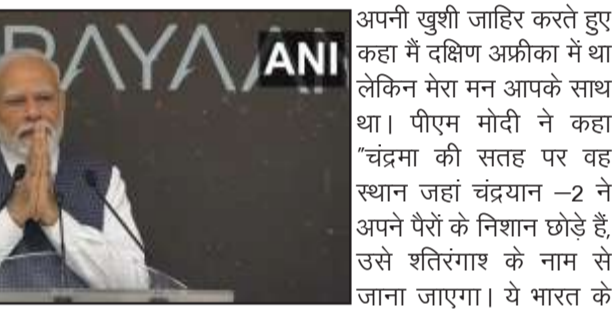 RAYAA
ANI
अपनी खुशी जाहिर करते हुए
कहा मैं दक्षिण अफ्रीका में था
लेकिन मेरा मन आपके साथ
था। पीएम मोदी ने कहा
"चंद्रमा की सतह पर वह
स्थान जहां चंद्रयान –2 ने
अपने पैरों के निशान छोड़े हैं,
उसे श्तिरंगाश के नाम से
जाना जाएगा। ये भारत के